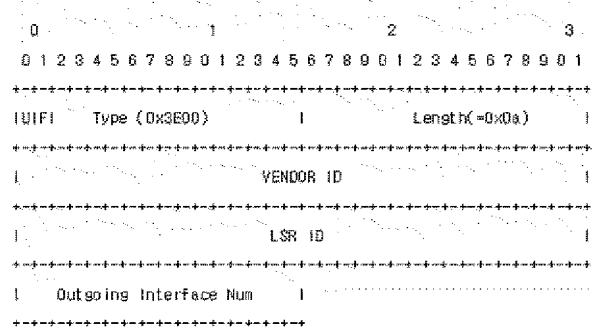 0 1 2 3
0 1 2 3 4 5 6 7 8 9 0 1 2 3 4 5 6 7 8 9 0 1 2 3 4 5 6 7 8 9 0 1
+-+-+-+-+-+-+-+-+-+-+-+-+-+-+-+-+-+-+-+-+-+-+-+-+-+-+-+-+-+-+-+-+
|U|F| Type (0x3E00) | Length(=0x0a) |
+-+-+-+-+-+-+-+-+-+-+-+-+-+-+-+-+-+-+-+-+-+-+-+-+-+-+-+-+-+-+-+-+
| VENDOR ID |
+-+-+-+-+-+-+-+-+-+-+-+-+-+-+-+-+-+-+-+-+-+-+-+-+-+-+-+-+-+-+-+-+
| LSR ID |
+-+-+-+-+-+-+-+-+-+-+-+-+-+-+-+-+-+-+-+-+-+-+-+-+-+-+-+-+-+-+-+-+
| Outgoing Interface Num |
+-+-+-+-+-+-+-+-+-+-+-+-+-+-+-+-+